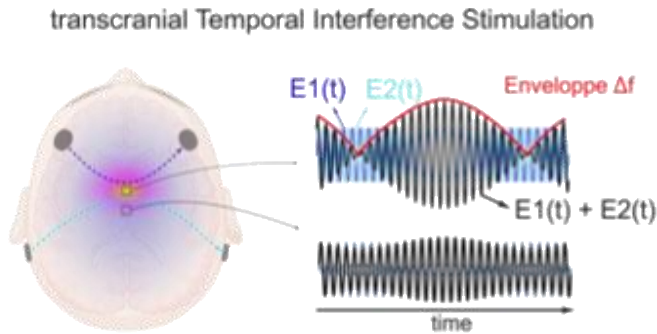 transcranial Temporal Interference Stimulation
E1(t) E2(t) Enveloppe Δf
E1(t) + E2(t)
time